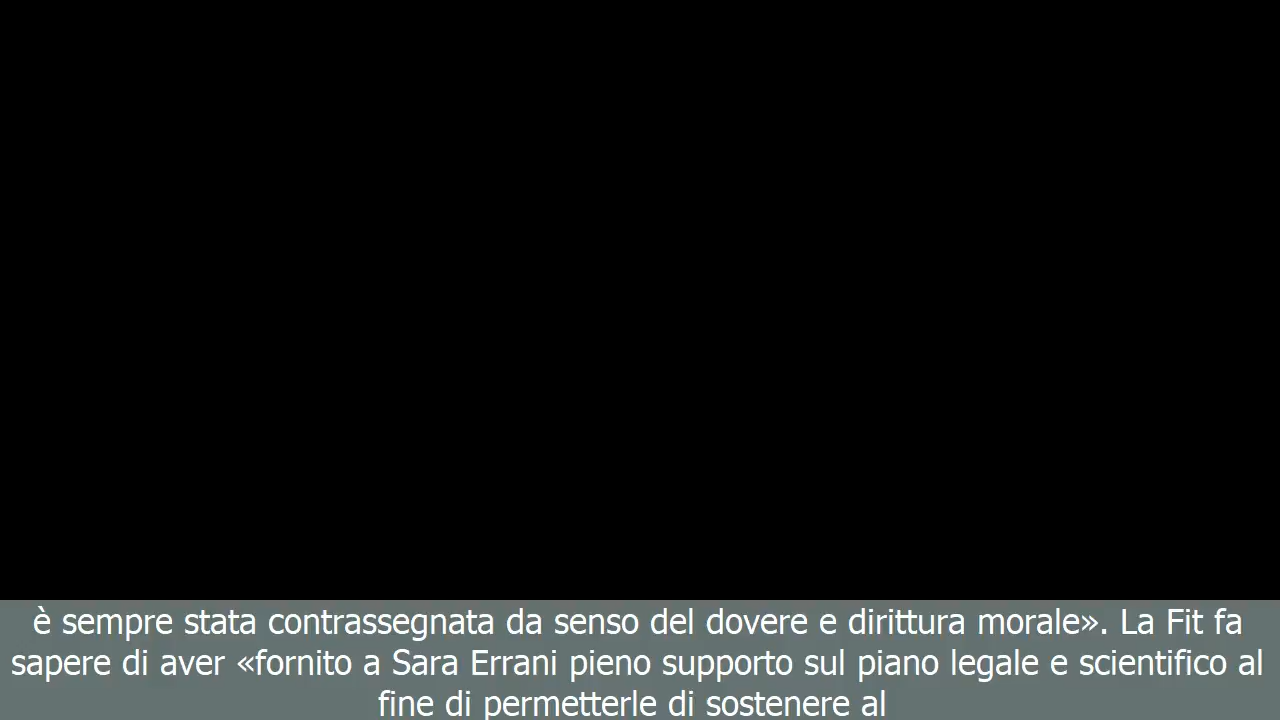 è sempre stata contrassegnata da senso del dovere e dirittura morale». La Fit fa
sapere di aver «fornito a Sara Errani pieno supporto sul piano legale e scientifico al
fine di permetterle di sostenere al